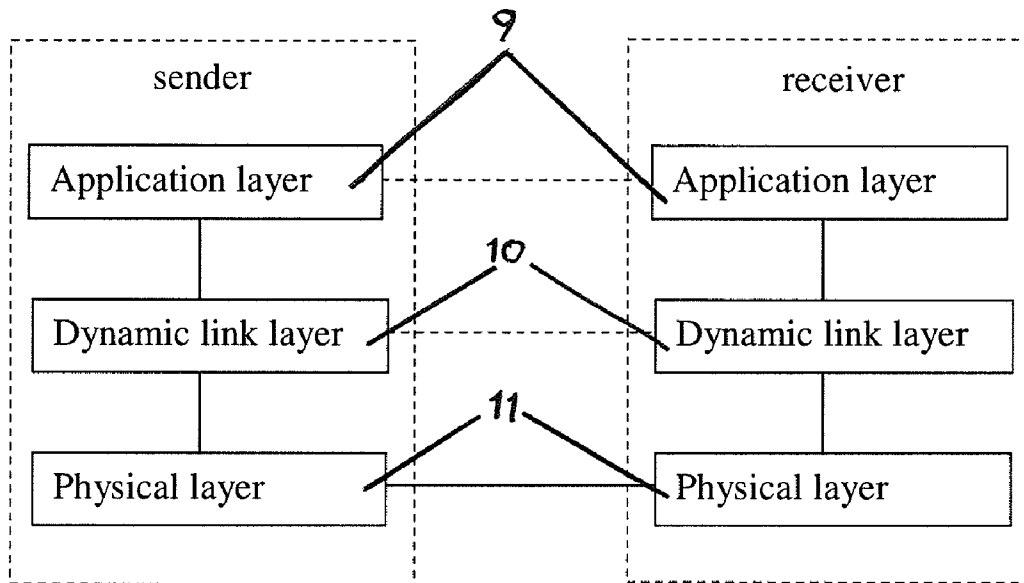 9
sender
receiver
Application layer
Application layer
10
Dynamic link layer
Dynamic link layer
11
Physical layer
Physical layer